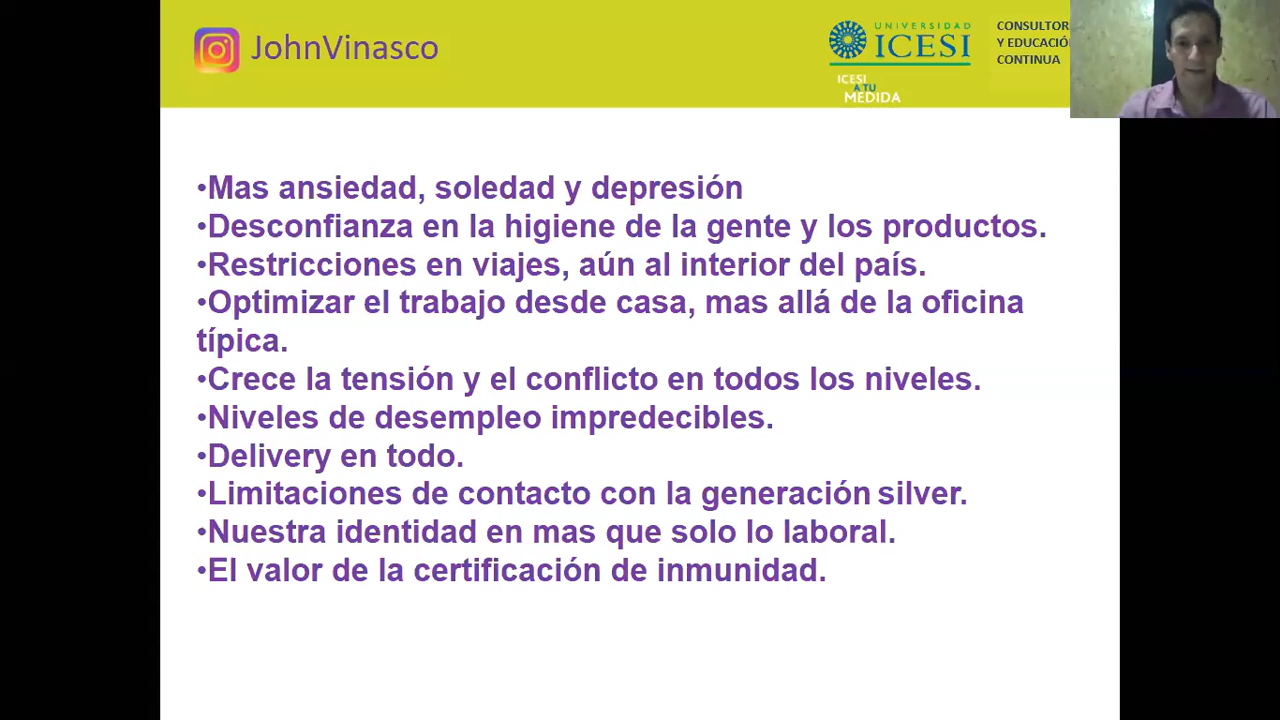 JohnVinasco
UNIVERSIDAD
ICESI
ICESI
A TU
MEDIDA
CONSULTOR
Y EDUCACIÓ
CONTINUA
•Mas ansiedad, soledad y depresión
•Desconfianza en la higiene de la gente y los productos.
•Restricciones en viajes, aún al interior del país.
•Optimizar el trabajo desde casa, mas allá de la oficina
típica.
•Crece la tensión y el conflicto en todos los niveles.
•Niveles de desempleo impredecibles.
•Delivery en todo.
•Limitaciones de contacto con la generación silver.
•Nuestra identidad en mas que solo lo laboral.
•El valor de la certificación de inmunidad.